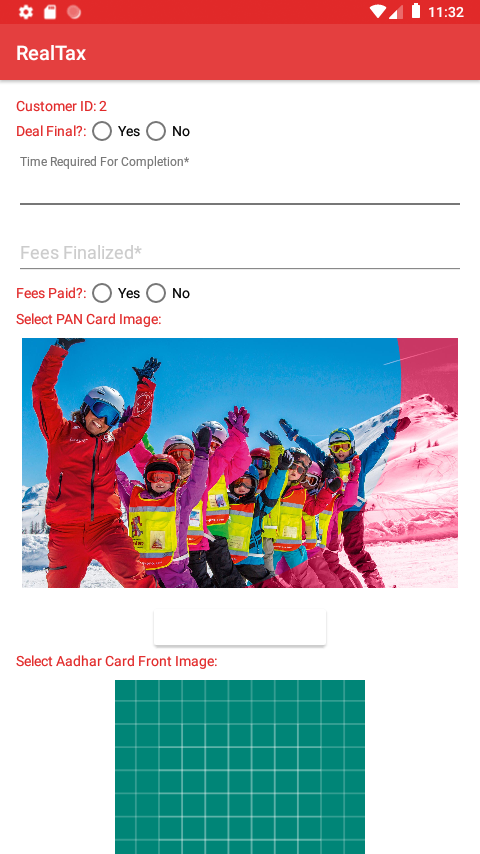 11:32
RealTax
Customer ID: 2
Deal Final?: Yes No
Time Required For Completion*
Fees Finalized*
Fees Paid?: Yes No
Select PAN Card Image:
Select Aadhar Card Front Image: